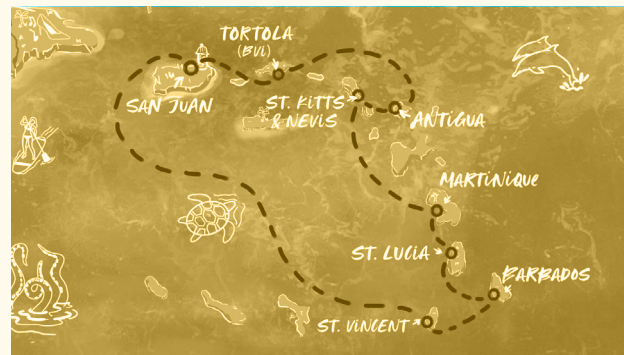 TORTOLA
(BVI)
SAN JUAN
ST. KITTS
& NEVIS
ANTIGUA
MARTINIQUE
ST. LUCIA
BARBADOS
ST. VINCENT